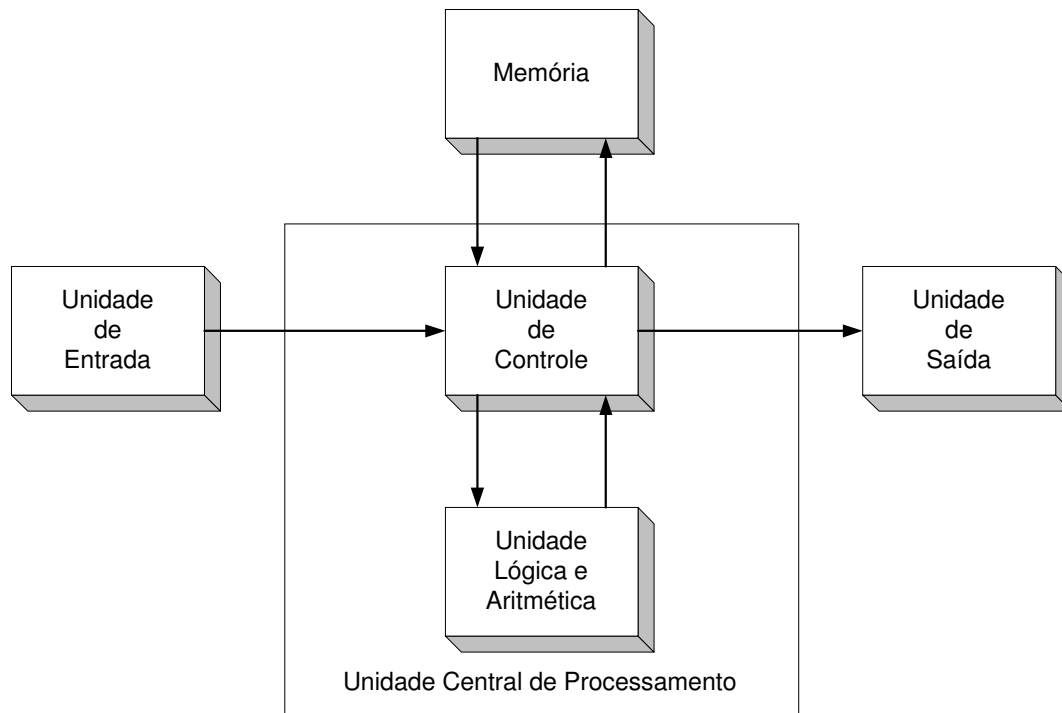 Memória
Unidade
de
Entrada
Unidade
de
Controle
Unidade
de
Saída
Unidade
Lógica e
Aritmética
Unidade Central de Processamento